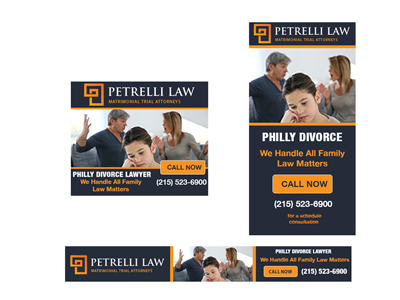 PETRELLI LAW
MATRIMONIAL TRIAL ATTORNEYS
PHILLY DIVORCE LAWYER
We Handle All Family
Law Matters
CALL NOW
(215) 523-6900
PETRELLI LAW
MATRIMONIAL TRIAL ATTORNEYS
PHILLY DIVORCE
We Handle All Family
Law Matters
CALL NOW
(215) 523-6900
for a schedule
consultation
PETRELLI LAW
MATRIMONIAL TRIAL ATTORNEYS
PHILLY DIVORCE LAWYER
We Handle All Family Law Matters
CALL NOW (215) 523-6900